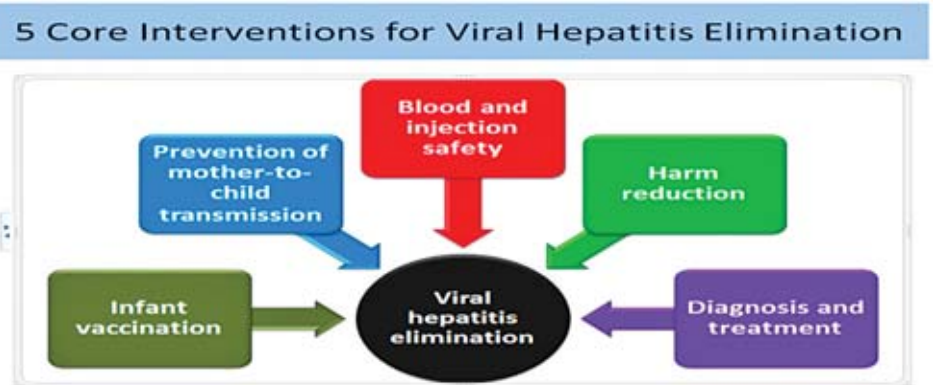 5 Core Interventions for Viral Hepatitis Elimination
Blood and
injection
safety
Prevention of
mother-to-
child
transmission
Harm
reduction
Infant
vaccination
Viral
hepatitis
elimination
Diagnosis and
treatment